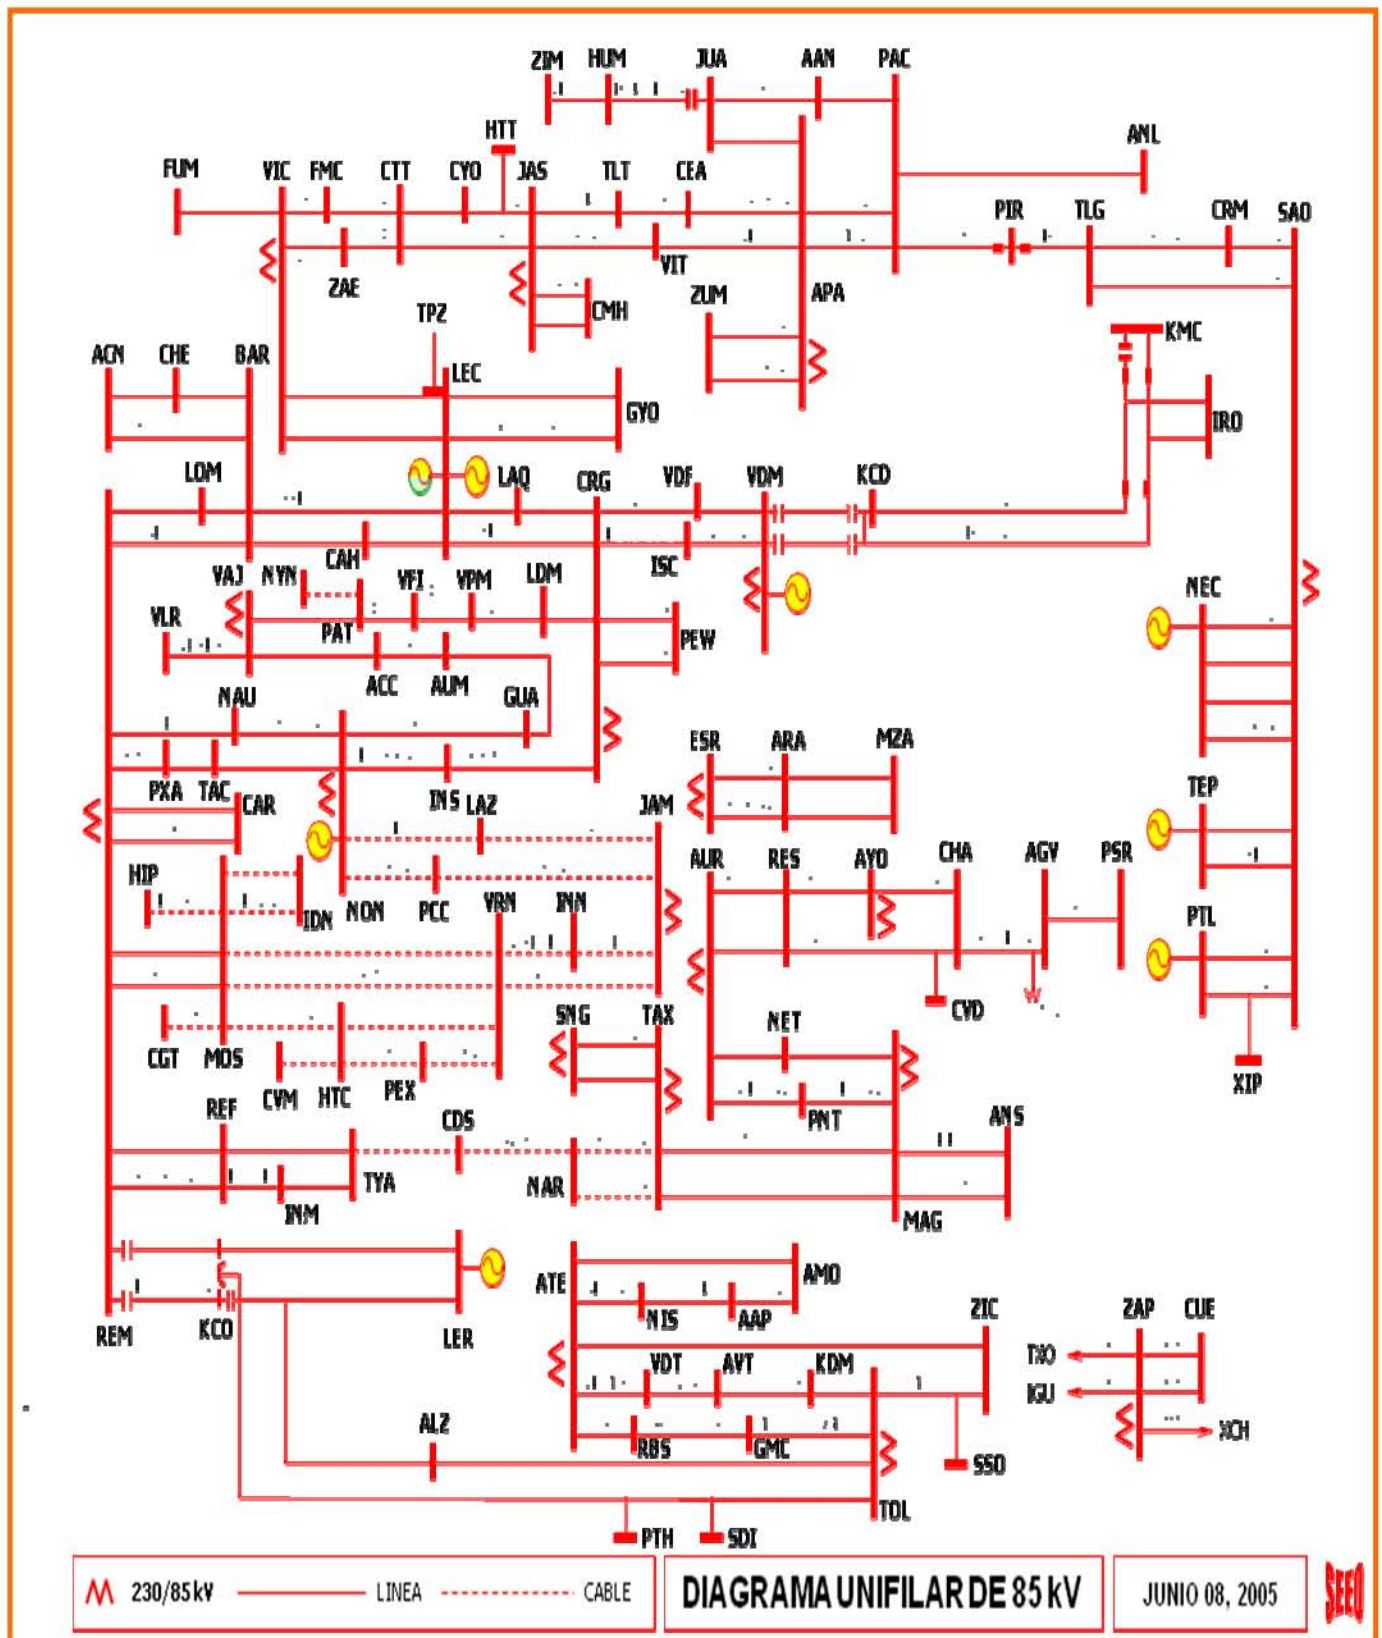 ZIM HUM JUA AAN PAC
HTT ANL
FUM VIC FMC CTT CYO JAS TLT CEA
PIR TLG CRM SAO
VIT
ZAE ZUM APA
TPZ CMH
KMC
ACN CHE BAR LEC
GYO IRO
LOM LAQ CRG VDF VDM KCD
CAH ISC
VAJ NYN VFI VPM LDM NEC
VLR PAT PEW
ACC AUM
NAU GUA
ESR ARA MZA
PXA TAC CAR INS LAZ JAM TEP
AUR RES AYO CHA AGV PSR
HIP IDN NON PCC VRN INN PTL
CVD
SNG TAX NET
CGT MOS
CVM HTC PEX XIP
REF CDS PNT ANS
NAR
TYA
INM MAG
ATE AMO
REM KCO LER NIS AAP ZIC ZAP CUE
TXO
VDT AVT KDM
IGU
ALZ XCH
RBS GMC SSO
TOL
PTH SDI
230/85 kV LINEA CABLE
DIAGRAMA UNIFILAR DE 85 kV
JUNIO 08, 2005
SEEO